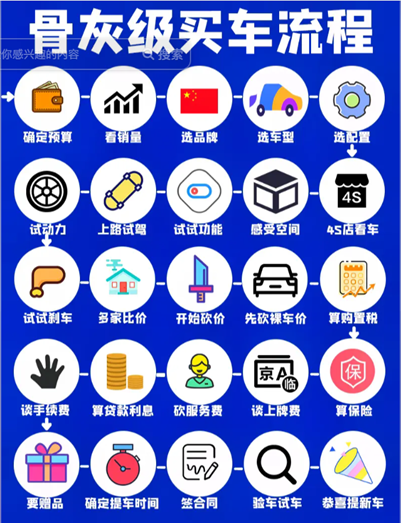 骨灰级买车流程
你感兴趣的内容
搜索
确定预算
看销量
选品牌
选车型
选配置
试动力
上路试驾
试试功能
感受空间
4S
4S店看车
试试刹车
多家比价
开始砍价
先砍裸车价
算购置税
谈手续费
算贷款利息
砍服务费
京A
临
谈上牌费
保
算保险
要赠品
确定提车时间
签合同
验车试车
恭喜提新车